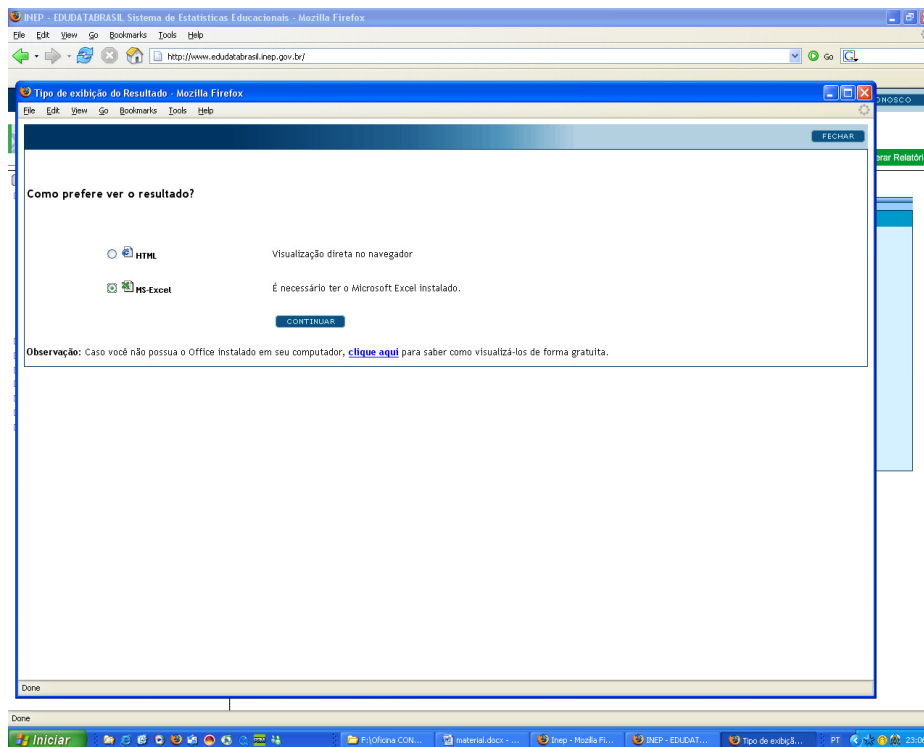 INEP - EDUDATABRASIL Sistema de Estatísticas Educacionais - Mozilla Firefox
File Edit View Go Bookmarks Tools Help
http://www.edudatabrasil.inep.gov.br/ Go
Tipo de exibição do Resultado - Mozilla Firefox
File Edit View Go Bookmarks Tools Help
FECHAR
Como prefere ver o resultado?
HTML Visualização direta no navegador
MS-Excel É necessário ter o Microsoft Excel instalado.
CONTINUAR
Observação: Caso você não possua o Office instalado em seu computador, clique aqui para saber como visualizá-los de forma gratuita.
Done
Done
Iniciar F:\Oficina CON... material.docx - ... Inep - Mozilla Fi... INEP - EDUDAT... Tipo de exibiçã... PT